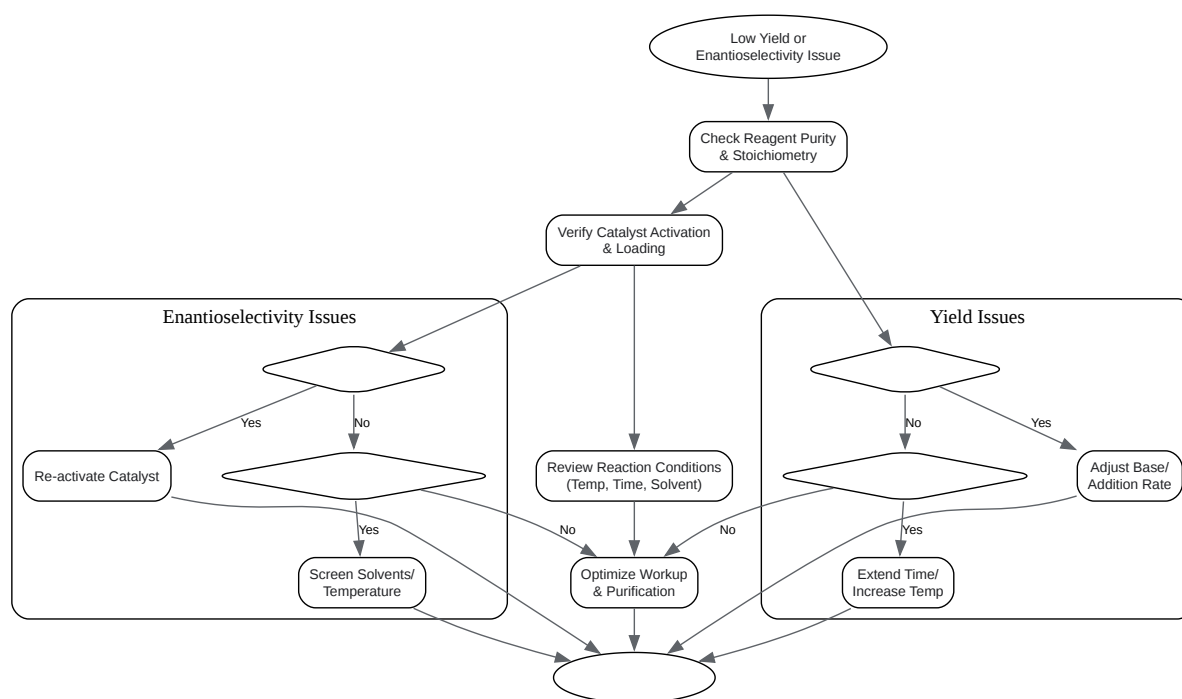 Low Yield or
Enantioselectivity Issue
Check Reagent Purity
& Stoichiometry
Verify Catalyst Activation
& Loading
Enantioselectivity Issues
Yield Issues
Yes
No
No
Yes
Re-activate Catalyst
Review Reaction Conditions
(Temp, Time, Solvent)
Adjust Base/
Addition Rate
Yes
No
No
Yes
Screen Solvents/
Temperature
Optimize Workup
& Purification
Extend Time/
Increase Temp